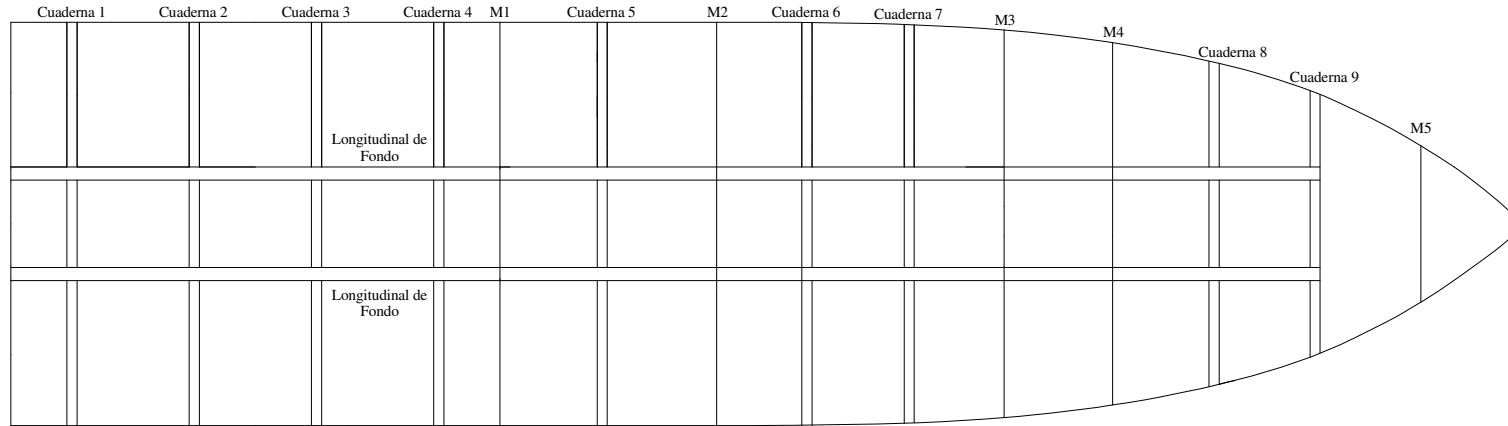 Cuaderna 1
Cuaderna 2
Cuaderna 3
Cuaderna 4
M1
Cuaderna 5
M2
Cuaderna 6
Cuaderna 7
M3
M4
Cuaderna 8
Cuaderna 9
M5
Longitudinal de
Fondo
Longitudinal de
Fondo